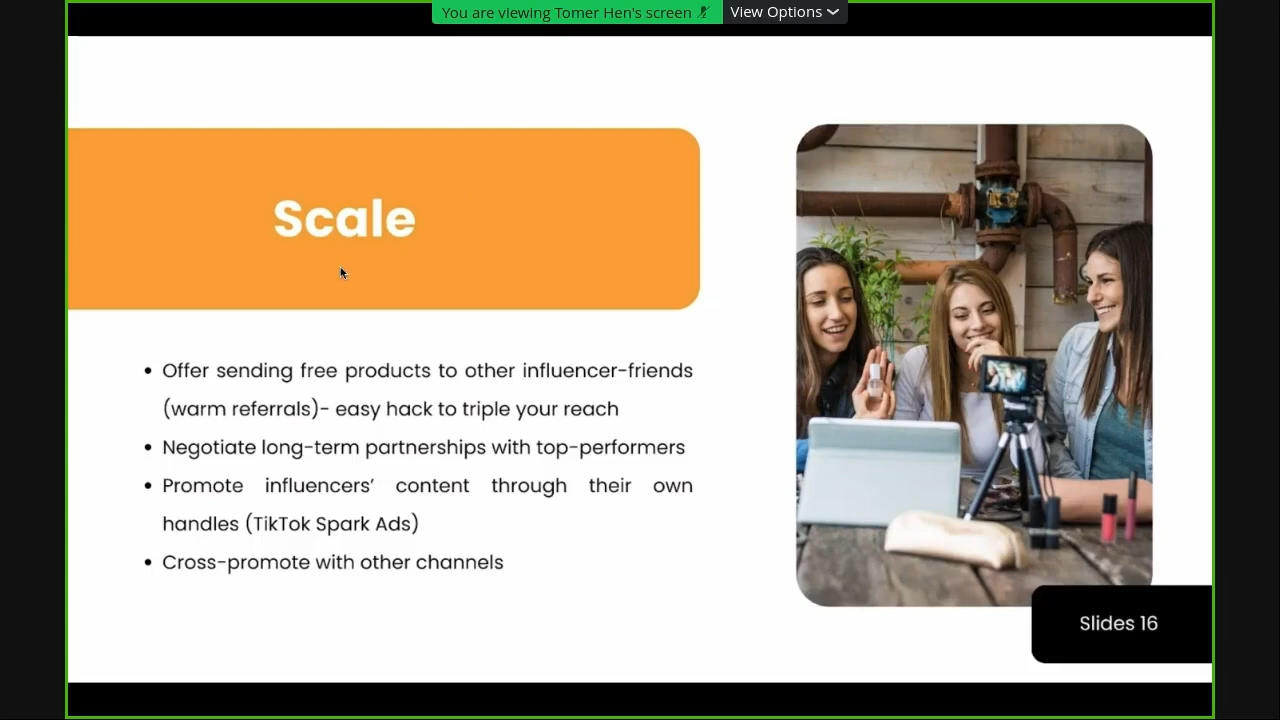 You are viewing Tomer Hen's screen
View Options
Scale
• Offer sending free products to other influencer-friends
(warm referrals)- easy hack to triple your reach
• Negotiate long-term partnerships with top-performers
• Promote influencers’ content through their own
handles (TikTok Spark Ads)
• Cross-promote with other channels
Slides 16